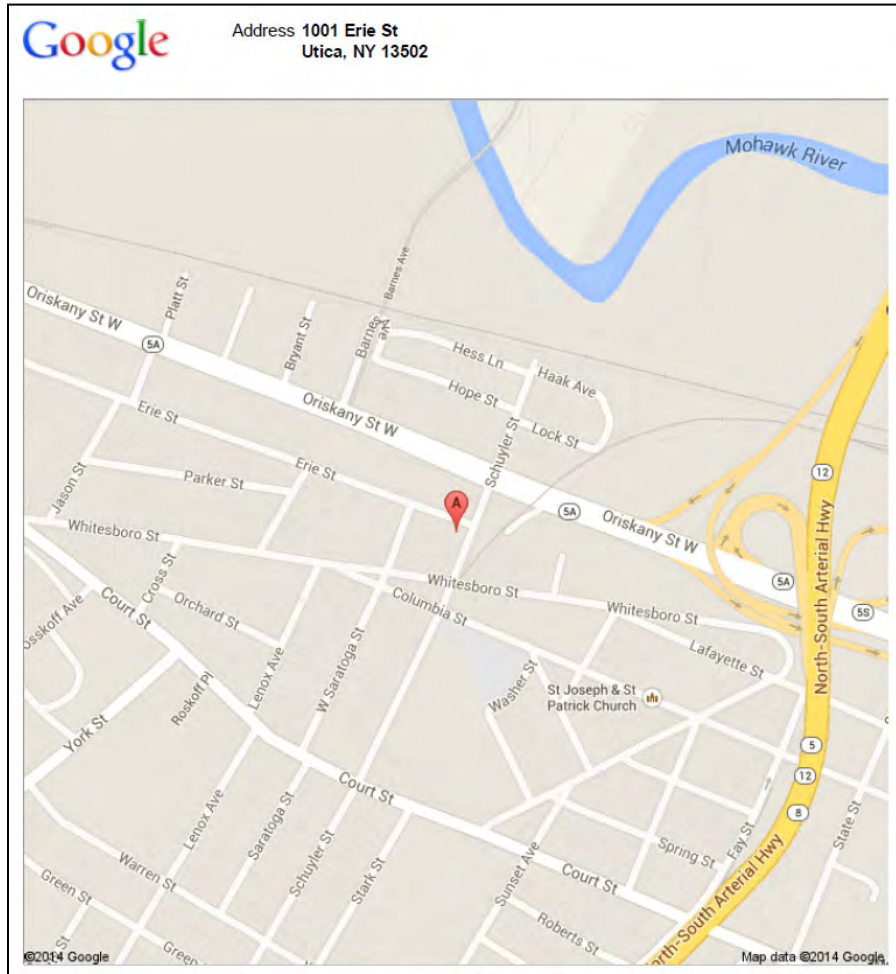 Google
Address 1001 Erie St
Utica, NY 13502
Mohawk River
Barnes Ave
Platt St
Oriskany St W
5A
Bryant St
Barnes Ave
Hess Ln
Haak Ave
Hope St
Lock St
Oriskany St W
Erie St
Schuyler St
Erie St
Parker St
Jason St
A
12
5A
Oriskany St W
Whitesboro St
North-South Arterial Hwy
Cross St
Whitesboro St
5A
5S
Columbia St
Whitesboro St
Court St
Orchard St
osskoff Ave
Lafayette St
W Saratoga St
Lenox Ave
Roskoff Pl
Washer St
St Joseph & St
Patrick Church
York St
5
12
Court St
8
Lenox Ave
Saratoga St
State St
Schuyler St
Stark St
Spring St
Fay St
Warren St
Sunset Ave
Court St
Green St
Roberts St
North-South Arterial Hwy
Green
St
©2014 Google
Map data ©2014 Google